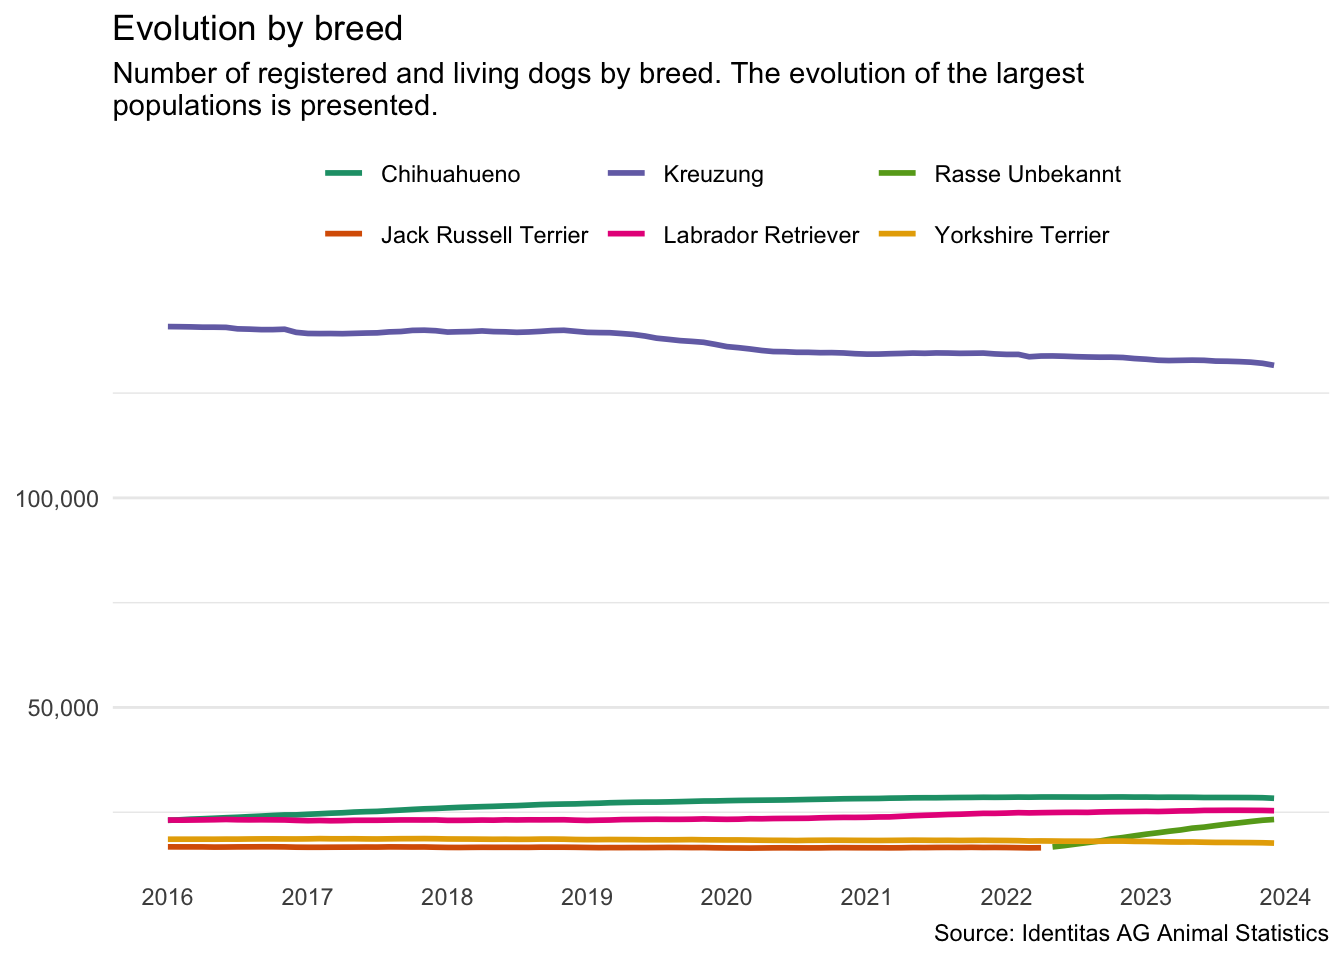 Evolution by breed
Number of registered and living dogs by breed. The evolution of the largest
populations is presented.
Chihuahueno
Kreuzung
Rasse Unbekannt
Jack Russell Terrier
Labrador Retriever
Yorkshire Terrier
100,000
50,000
2016
2017
2018
2019
2020
2021
2022
2023
2024
Source: Identitas AG Animal Statistics